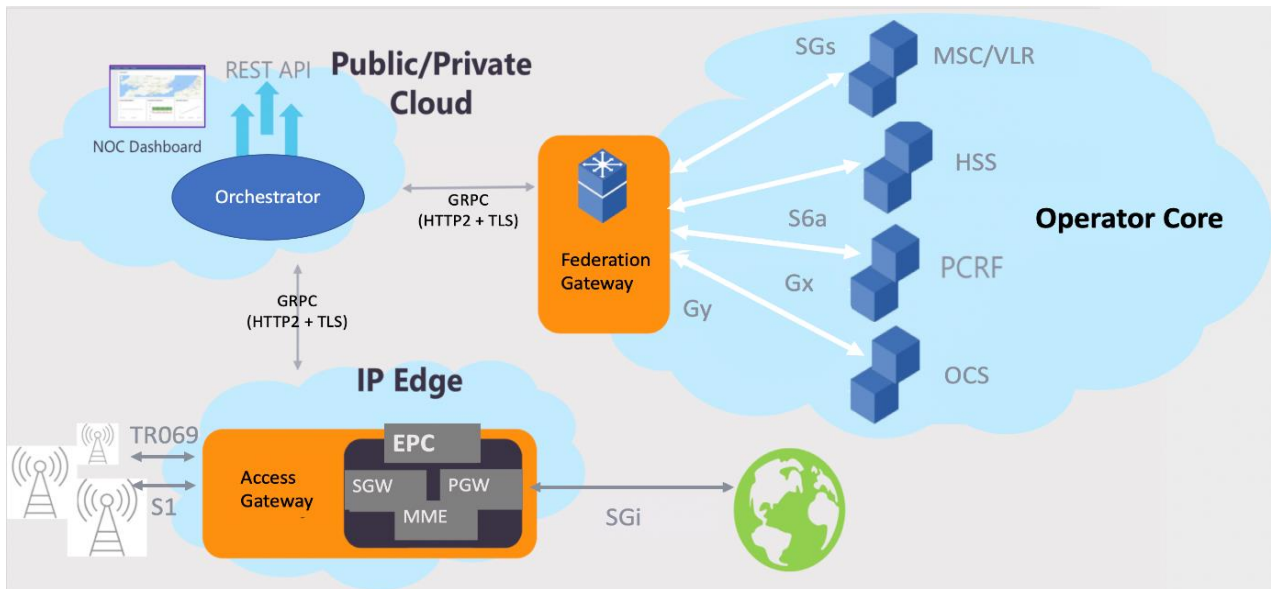 REST API
Public/Private
Cloud
NOC Dashboard
Orchestrator
GRPC
(HTTP2 + TLS)
GRPC
(HTTP2 + TLS)
Federation
Gateway
SGs
MSC/VLR
HSS
S6a
Operator Core
PCRF
Gx
Gy
OCS
IP Edge
TR069
S1
Access
Gateway
EPC
SGW
PGW
MME
SGi